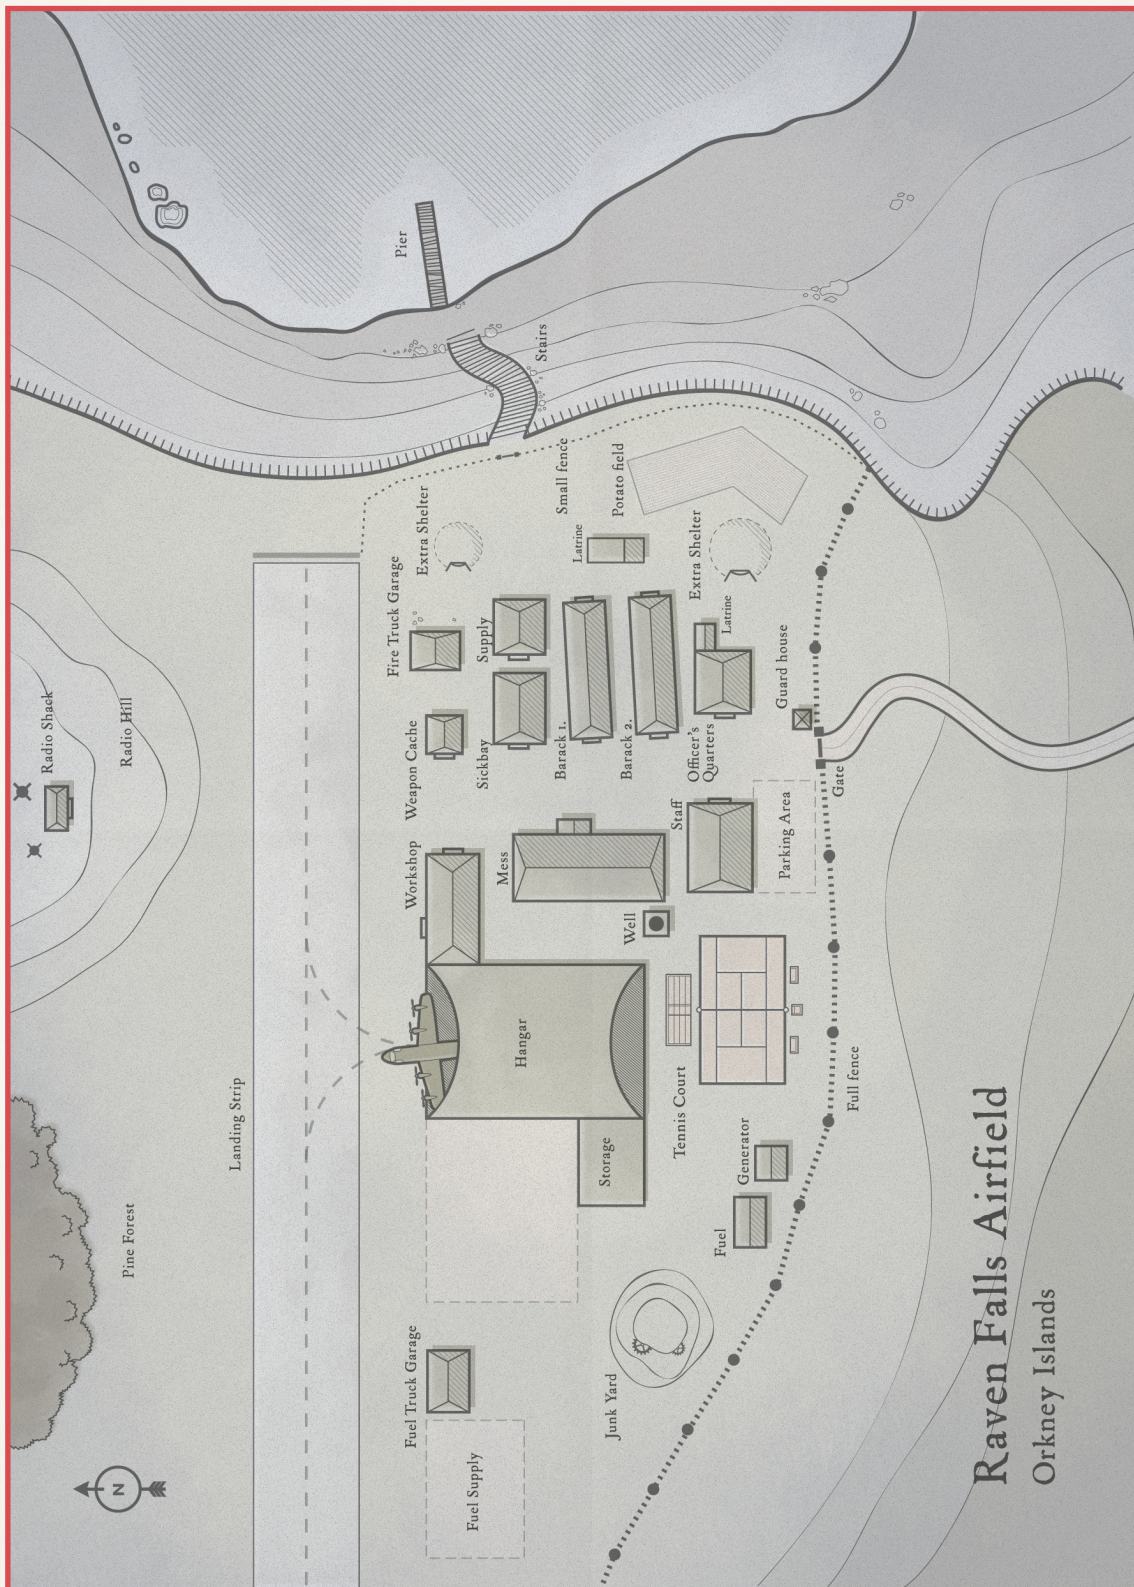 Radio Shack
Radio Hill
Pine Forest
N
Landing Strip
Pier
Stairs
Fire Truck Garage
Extra Shelter
Small fence
Potato field
Latrine
Extra Shelter
Latrine
Supply
Weapon Cache
Sickbay
Barack 1.
Barack 2.
Officer's
Quarters
Guard house
Gate
Workshop
Mess
Staff
Parking Area
Well
Hangar
Storage
Tennis Court
Full fence
Generator
Fuel
Fuel Truck Garage
Junk Yard
Fuel Supply
Raven Falls Airfield
Orkney Islands